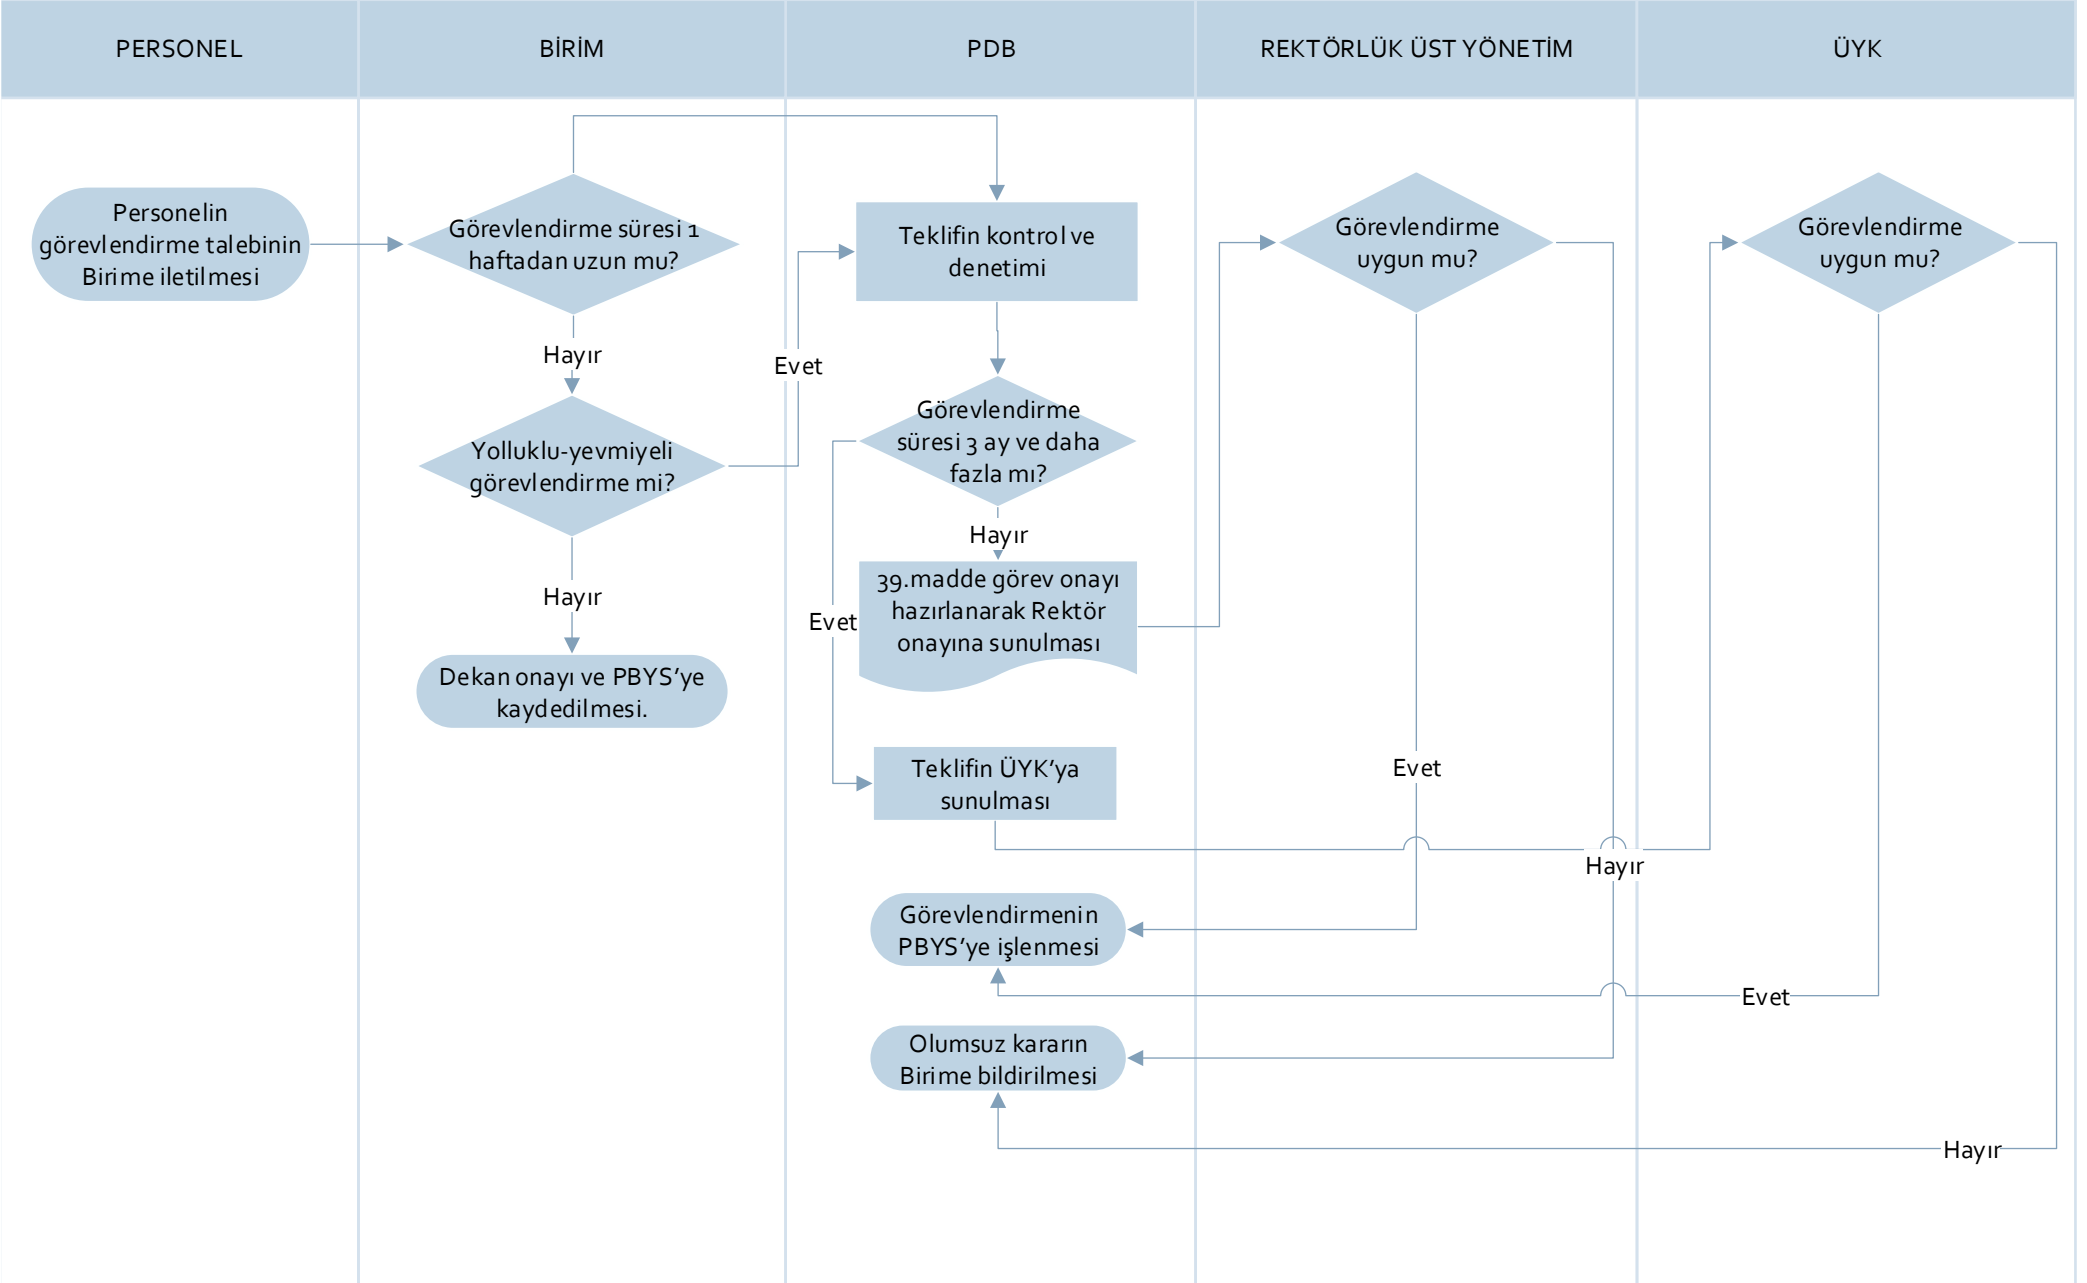 PERSONEL
BİRİM
PDB
REKTÖRLÜK ÜST YÖNETİM
ÜYK
Personelin
görevlendirme talebinin
Birime iletilmesi
Görevlendirme süresi 1
haftadan uzun mu?
Hayır
Yolluklu-yevmiyeli
görevlendirme mi?
Evet
Hayır
Dekan onayı ve PBYS’ye
kaydedilmesi.
Teklifin kontrol ve
denetimi
Görevlendirme
süresi 3 ay ve daha
fazla mı?
Hayır
39.madde görev onayı
hazırlanarak Rektör
onayına sunulması
Evet
Teklifin ÜYK’ya
sunulması
Görevlendirmenin
PBYS’ye işlenmesi
Olumsuz kararın
Birime bildirilmesi
Görevlendirme
uygun mu?
Evet
Hayır
Görevlendirme
uygun mu?
Evet
Hayır